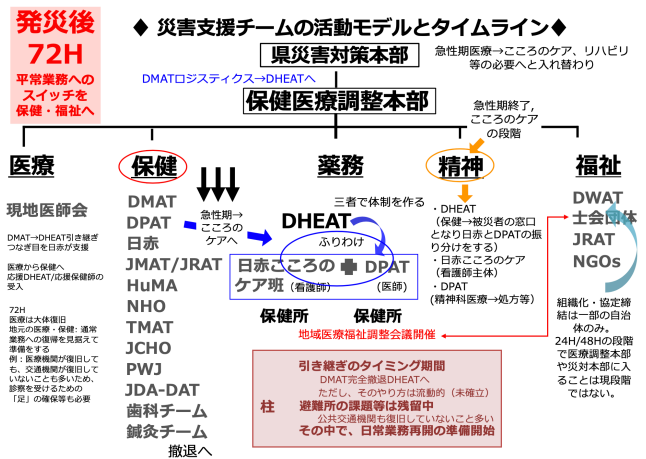 発災後
72H
平常業務への
スイッチを
保健・福祉へ
◆ 災害支援チームの活動モデルとタイムライン◆
県災害対策本部
急性期医療→こころのケア、リハビリ
等の必要へと入れ替わり
DMATロジスティクス→DHEATへ
保健医療調整本部
急性期終了,
こころのケア
の段階
医療
保健
薬務
精神
福祉
現地医師会
DMAT→DHEAT引き継ぎ
つなぎ目を日赤が支援
医療から保健へ
応援DHEAT/応援保健師の
受入
72H
医療は大体復旧
地元の医療・保健: 通常
業務への復帰を見据えて
準備をする
例：医療機関が復旧して
も、交通機関が復旧して
いないことも多いため、
診察を受けるための
「足」の確保等も必要
DMAT
DPAT
日赤
JMAT/JRAT
HuMA
NHO
TMAT
JCHO
PWJ
JDA-DAT
歯科チーム
鍼灸チーム
撤退へ
急性期→
こころの
ケアへ
三者で体制を作る
DHEAT
ふりわけ
日赤こころの
ケア班（看護師）
DPAT
（医師）
保健所
保健所
地域医療福祉調整会議開催
・DHEAT
（保健→被災者の窓口
となり日赤とDPATの振
り分けをする）
・日赤こころのケア
（看護師主体）
・DPAT
（精神科医療→処方等）
DWAT
士会団体
JRAT
NGOs
組織化・協定締
結は一部の自治
体のみ。
24H/48Hの段階
で医療調整本部
や災対本部に入
ることは現段階
ではない。
柱
引き継ぎのタイミング期間
DMAT完全撤退DHEATへ
ただし、そのやり方は流動的（未確立）
避難所の課題等は残留中
公共交通機関も復旧していないこと多い
その中で、日常業務再開の準備開始